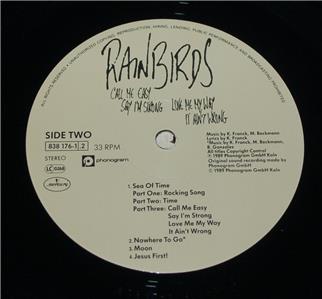 ALL RIGHTS RESERVED. UNAUTHORIZED COPYING, REPRODUCTION, HIRING, LENDING, PUBLIC PERFORMANCE AND BROADCASTING PROHIBITED
RAINBIRDS
CALL ME EASY
SAY I'M STRONG LOVE ME MY WAY
IT AIN'T WRONG
SIDE TWO
838 176-1 2
STEREO 33 RPM
LC 0268 phonogram
mercury
Music by K. Franck, M. Beckmann
Lyrics by K. Franck
*Music by K. Franck, M. Beckmann,
R. Gonzales
All titles Copyright Control
℗ 1989 Phonogram GmbH Koln
Original sound recording made by
Phonogram GmbH
© 1989 Phonogram GmbH Koln
1. Sea Of Time
Part One: Rocking Song
Part Two: Time
Part Three: Call Me Easy
Say I'm Strong
Love Me My Way
It Ain't Wrong
2. Nowhere To Go*
3. Moon
4. Jesus First!